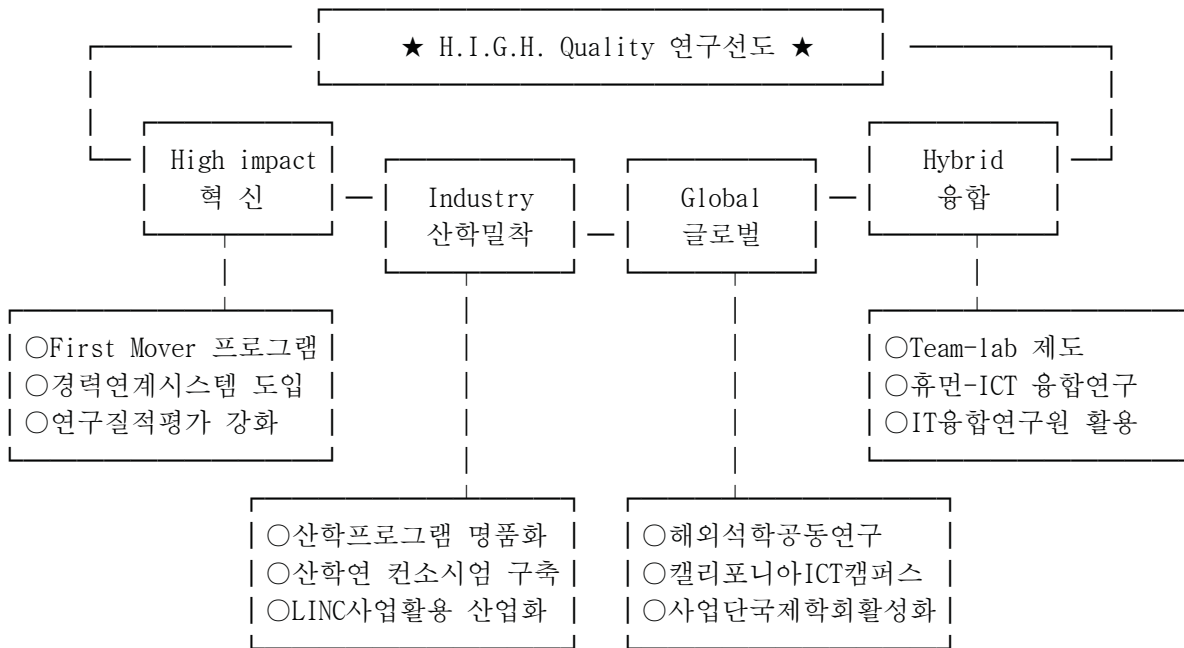 ★ H.I.G.H. Quality 연구선도 ★
High impact
혁 신
Industry
산학밀착
Global
글로벌
Hybrid
융합
○First Mover 프로그램
○경력연계시스템 도입
○연구질적평가 강화
○산학프로그램 명품화
○산학연 컨소시엄 구축
○LINC사업활용 산업화
○해외석학공동연구
○캘리포니아ICT캠퍼스
○사업단국제학회활성화
○Team-lab 제도
○휴먼-ICT 융합연구
○IT융합연구원 활용